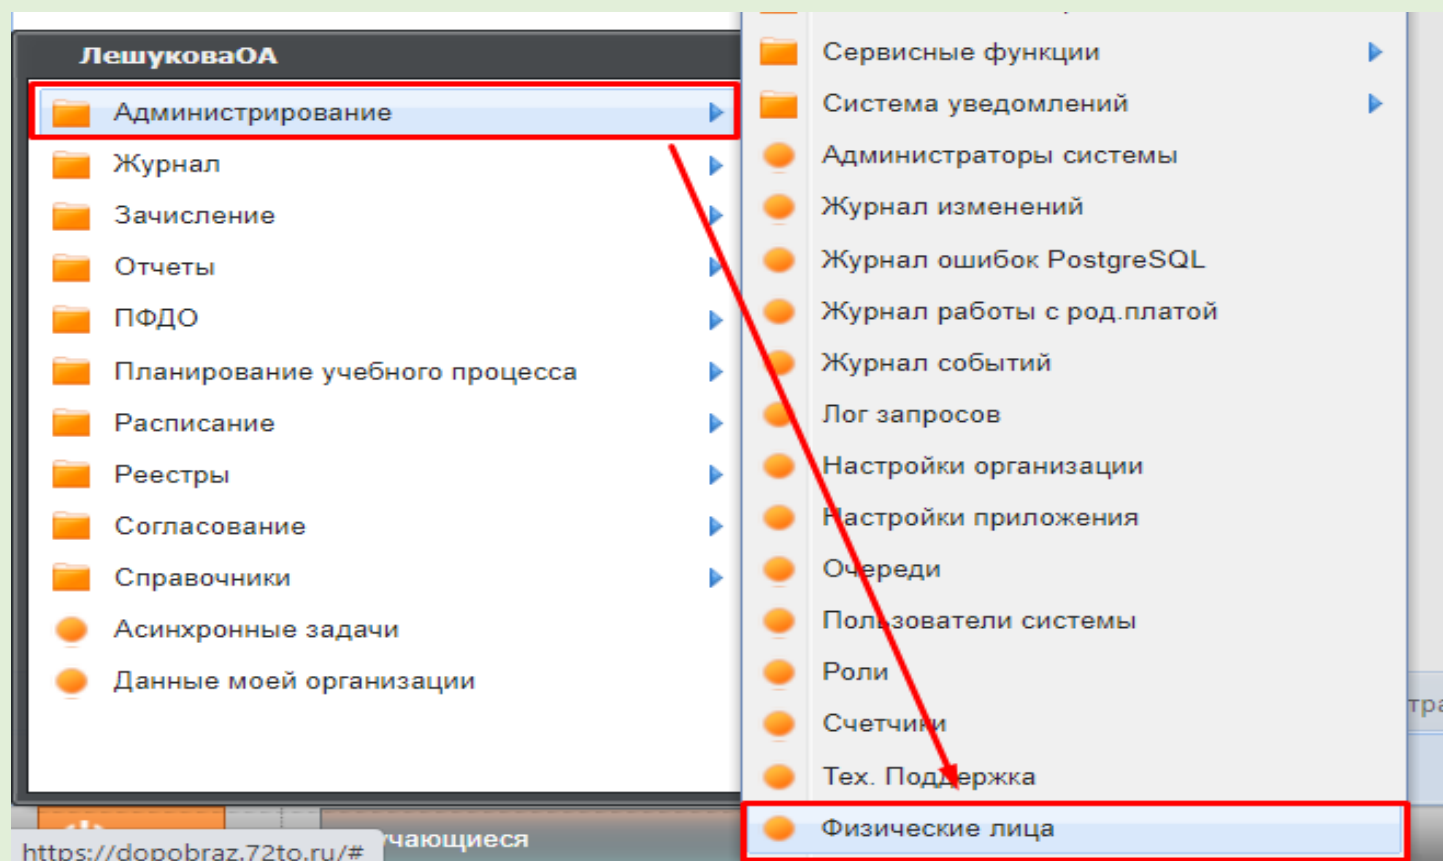 ЛешуковаОА
Администрирование
Журнал
Зачисление
Отчеты
ПФДО
Планирование учебного процесса
Расписание
Реестры
Согласование
Справочники
Асинхронные задачи
Данные моей организации
Сервисные функции
Система уведомлений
Администраторы системы
Журнал изменений
Журнал ошибок PostgreSQL
Журнал работы с род.платой
Журнал событий
Лог запросов
Настройки организации
Настройки приложения
Очереди
Пользователи системы
Роли
Счетчики
Тех. Поддержка
Физические лица
тра
чающиеся
https://dopobraz.72to.ru/#